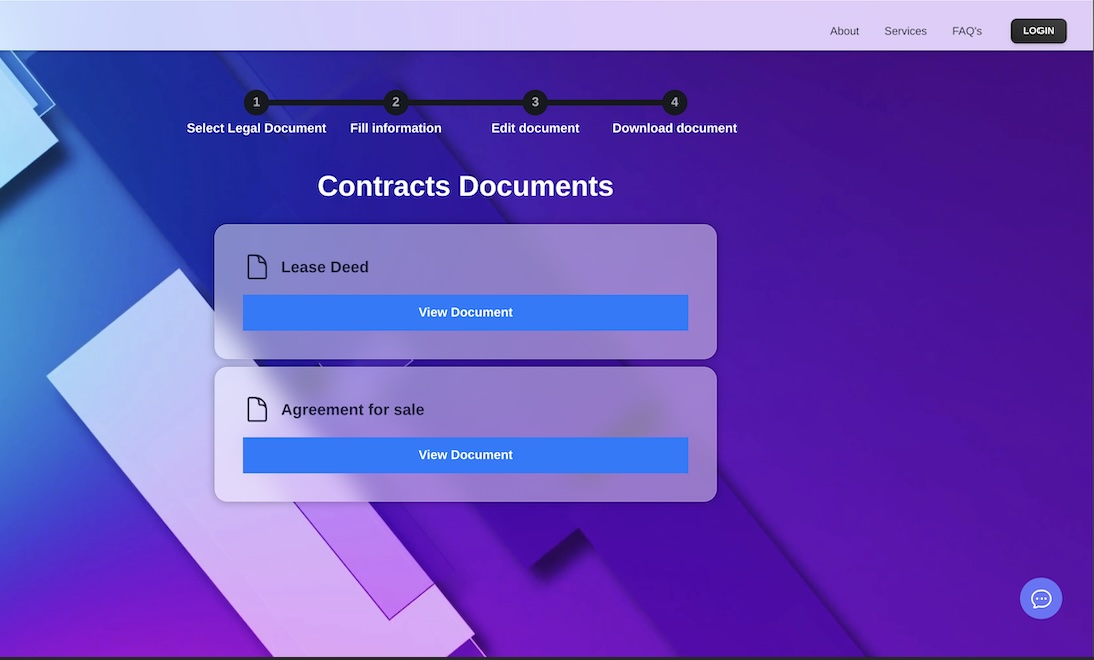 About Services FAQ's LOGIN
1 2 3 4
Select Legal Document Fill information Edit document Download document
Contracts Documents
Lease Deed
View Document
Agreement for sale
View Document